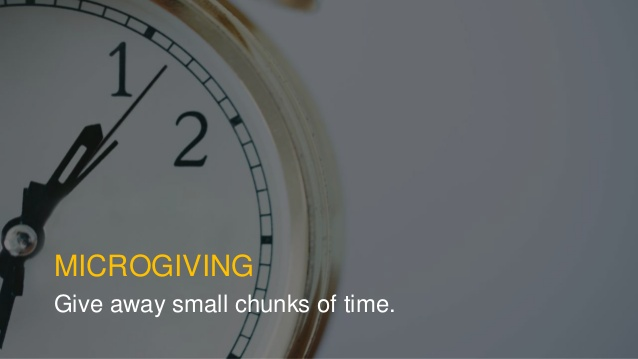 1
2
MICROGIVING
Give away small chunks of time.